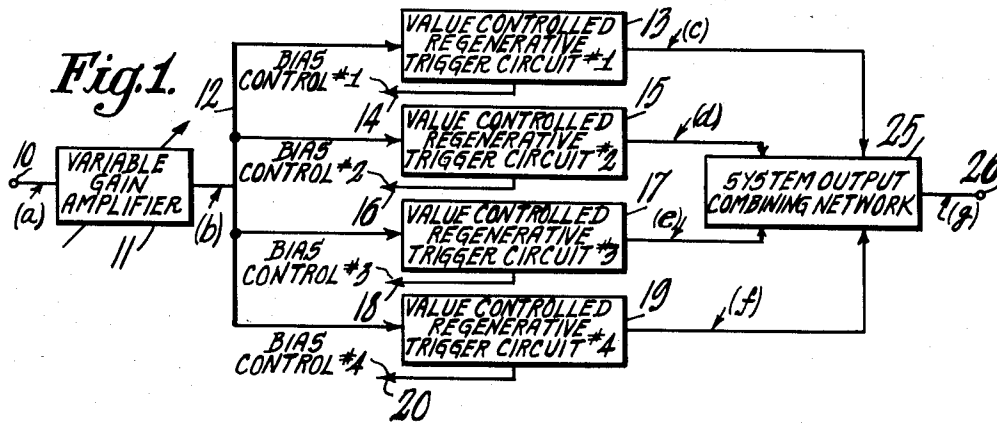 Fig.1.
10
(a)
VARIABLE
GAIN
AMPLIFIER
11
(b)
12
VALUE CONTROLLED
REGENERATIVE
TRIGGER CIRCUIT #1
13
(c)
BIAS
CONTROL #1
14
VALUE CONTROLLED
REGENERATIVE
TRIGGER CIRCUIT #2
15
(d)
BIAS
CONTROL #2
16
VALUE CONTROLLED
REGENERATIVE
TRIGGER CIRCUIT #3
17
(e)
BIAS
CONTROL #3
18
VALUE CONTROLLED
REGENERATIVE
TRIGGER CIRCUIT #4
19
(f)
BIAS
CONTROL #4
20
25
SYSTEM OUTPUT
COMBINING NETWORK
26
(g)